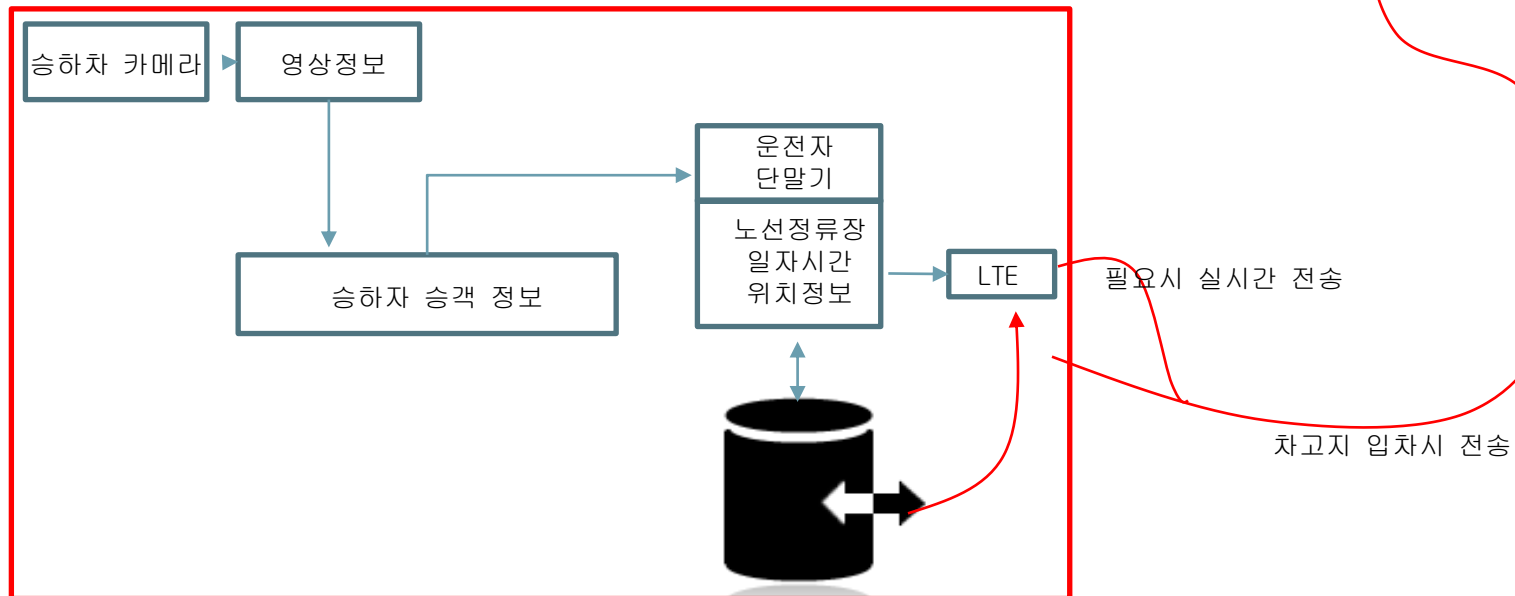 승하차 카메라
영상정보
운전자
단말기
노선정류장
일자시간
위치정보
승하자 승객 정보
LTE
필요시 실시간 전송
차고지 입차시 전송